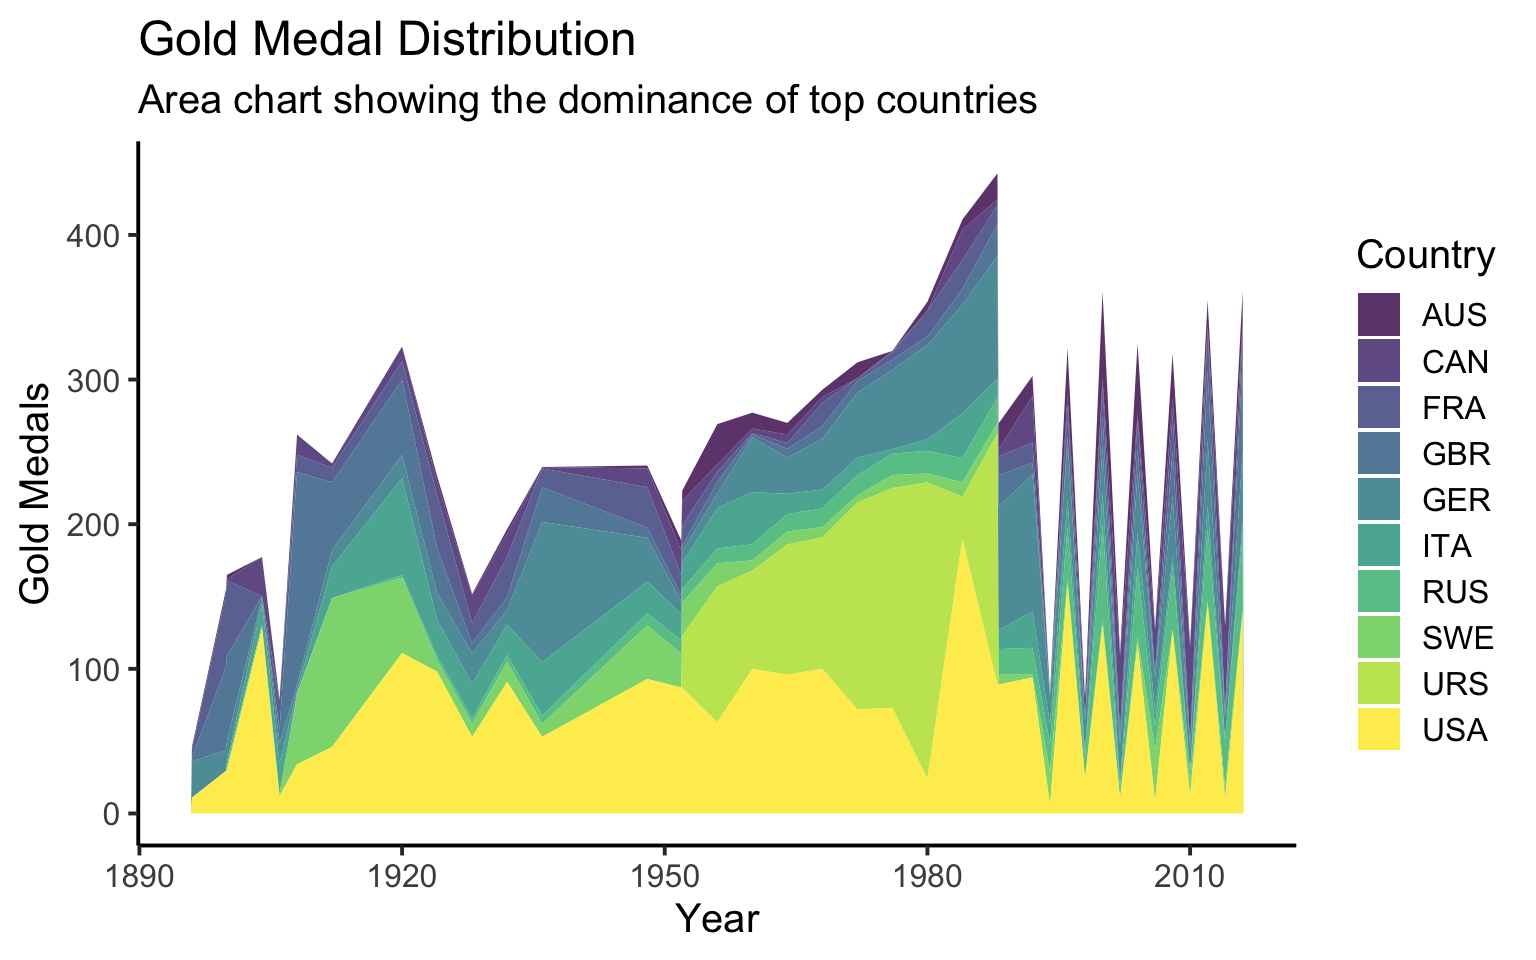 Gold Medal Distribution
Area chart showing the dominance of top countries
Gold Medals
400
300
200
100
0
1890
1920
1950
1980
2010
Year
Country
AUS
CAN
FRA
GBR
GER
ITA
RUS
SWE
URS
USA